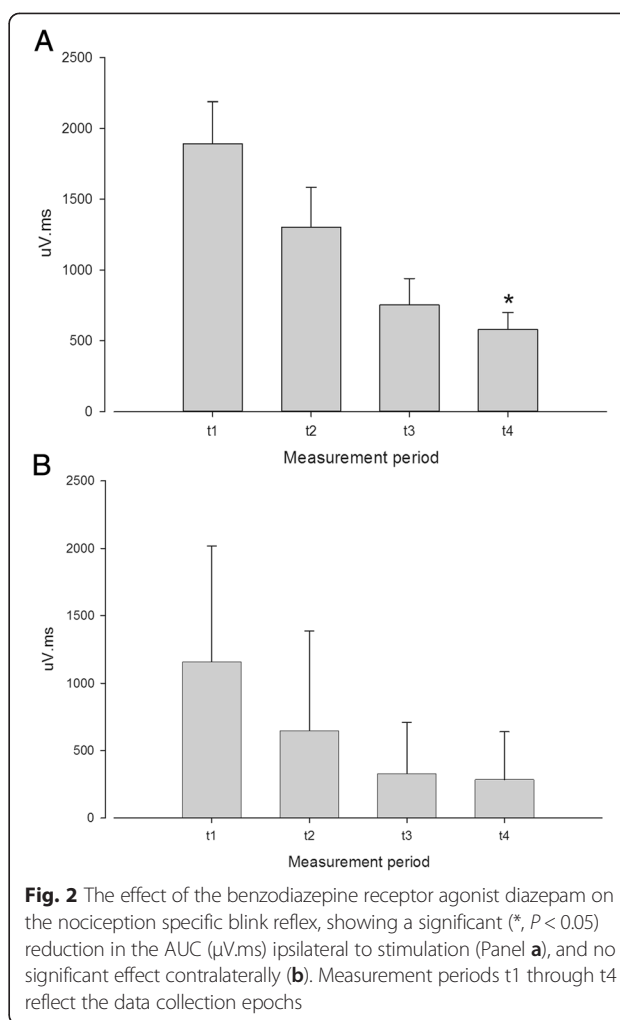 A
2500
2000
1500
1000
500
0
uV.ms
*
t1 t2 t3 t4
Measurement period
B
2500
2000
1500
1000
500
0
uV.ms
t1 t2 t3 t4
Measurement period
Fig. 2 The effect of the benzodiazepine receptor agonist diazepam on
the nociception specific blink reflex, showing a significant (*, P < 0.05)
reduction in the AUC (μV.ms) ipsilateral to stimulation (Panel a), and no
significant effect contralaterally (b). Measurement periods t1 through t4
reflect the data collection epochs